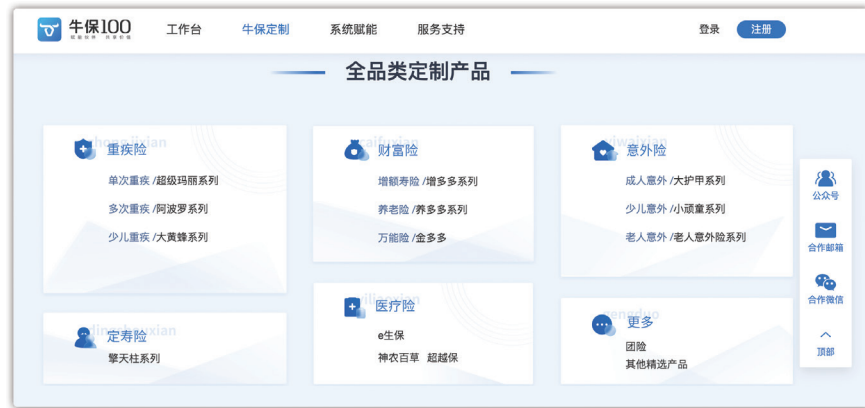 牛保100
工作台
牛保定制
系统赋能
服务支持
登录
注册
全品类定制产品
重疾险
单次重疾 /超级玛丽系列
多次重疾 /阿波罗系列
少儿重疾 /大黄蜂系列
财富险
增额寿险 /增多多系列
养老险 /养多多系列
万能险 /金多多
意外险
成人意外 /大护甲系列
少儿意外 /小顽童系列
老人意外 /老人意外险系列
定寿险
擎天柱系列
医疗险
e生保
神农百草 超越保
更多
团险
其他精选产品
公众号
合作邮箱
合作微信
顶部